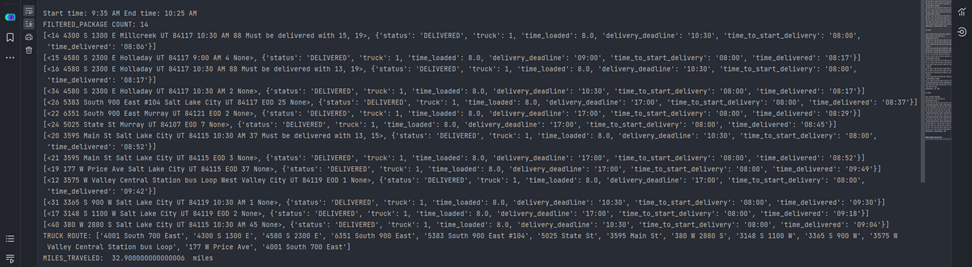 Start time: 9:35 AM End time: 10:25 AM
FILTERED_PACKAGE COUNT: 14
[<14 4300 S 1300 E Millcreek UT 84117 10:30 AM 88 Must be delivered with 15, 19>, {'status': 'DELIVERED', 'truck': 1, 'time_loaded': 8.0, 'delivery_deadline': '10:30', 'time_to_start_delivery': '08:00',
'time_delivered': '08:06'}]
[<15 4580 S 2300 E Holladay UT 84117 9:00 AM 4 None>, {'status': 'DELIVERED', 'truck': 1, 'time_loaded': 8.0, 'delivery_deadline': '09:00', 'time_to_start_delivery': '08:00', 'time_delivered': '08:17'}]
[<16 4580 S 2300 E Holladay UT 84117 10:30 AM 88 Must be delivered with 13, 19>, {'status': 'DELIVERED', 'truck': 1, 'time_loaded': 8.0, 'delivery_deadline': '10:30', 'time_to_start_delivery': '08:00',
'time_delivered': '08:17'}]
[<34 4580 S 2300 E Holladay UT 84117 10:30 AM 2 None>, {'status': 'DELIVERED', 'truck': 1, 'time_loaded': 8.0, 'delivery_deadline': '10:30', 'time_to_start_delivery': '08:00', 'time_delivered': '08:17'}]
[<26 5383 South 900 East #104 Salt Lake City UT 84117 EOD 25 None>, {'status': 'DELIVERED', 'truck': 1, 'time_loaded': 8.0, 'delivery_deadline': '17:00', 'time_to_start_delivery': '08:00', 'time_delivered': '08:37'}]
[<22 6351 South 900 East Murray UT 84121 EOD 2 None>, {'status': 'DELIVERED', 'truck': 1, 'time_loaded': 8.0, 'delivery_deadline': '17:00', 'time_to_start_delivery': '08:00', 'time_delivered': '08:29'}]
[<24 5025 State St Murray UT 84107 EOD 7 None>, {'status': 'DELIVERED', 'truck': 1, 'time_loaded': 8.0, 'delivery_deadline': '17:00', 'time_to_start_delivery': '08:00', 'time_delivered': '08:45'}]
[<20 3595 Main St Salt Lake City UT 84115 10:30 AM 37 Must be delivered with 13, 15>, {'status': 'DELIVERED', 'truck': 1, 'time_loaded': 8.0, 'delivery_deadline': '10:30', 'time_to_start_delivery': '08:00',
'time_delivered': '08:52'}]
[<21 3595 Main St Salt Lake City UT 84115 EOD 3 None>, {'status': 'DELIVERED', 'truck': 1, 'time_loaded': 8.0, 'delivery_deadline': '17:00', 'time_to_start_delivery': '08:00', 'time_delivered': '08:52'}]
[<19 177 W Price Ave Salt Lake City UT 84115 EOD 37 None>, {'status': 'DELIVERED', 'truck': 1, 'time_loaded': 8.0, 'delivery_deadline': '17:00', 'time_to_start_delivery': '08:00', 'time_delivered': '09:49'}]
[<12 3575 W Valley Central Station bus Loop West Valley City UT 84119 EOD 1 None>, {'status': 'DELIVERED', 'truck': 1, 'time_loaded': 8.0, 'delivery_deadline': '17:00', 'time_to_start_delivery': '08:00',
'time_delivered': '09:42'}]
[<31 3365 S 900 W Salt Lake City UT 84119 10:30 AM 1 None>, {'status': 'DELIVERED', 'truck': 1, 'time_loaded': 8.0, 'delivery_deadline': '10:30', 'time_to_start_delivery': '08:00', 'time_delivered': '09:30'}]
[<17 3148 S 1100 W Salt Lake City UT 84119 EOD 2 None>, {'status': 'DELIVERED', 'truck': 1, 'time_loaded': 8.0, 'delivery_deadline': '17:00', 'time_to_start_delivery': '08:00', 'time_delivered': '09:18'}]
[<40 380 W 2880 S Salt Lake City UT 84115 10:30 AM 45 None>, {'status': 'DELIVERED', 'truck': 1, 'time_loaded': 8.0, 'delivery_deadline': '10:30', 'time_to_start_delivery': '08:00', 'time_delivered': '09:04'}]
TRUCK ROUTE: ['4001 South 700 East', '4300 S 1300 E', '4580 S 2300 E', '6351 South 900 East', '5383 South 900 East #104', '5025 State St', '3595 Main St', '380 W 2880 S', '3148 S 1100 W', '3365 S 900 W', '3575 W
Valley Central Station bus Loop', '177 W Price Ave', '4001 South 700 East']
MILES_TRAVELED: 32.900000000000006 miles